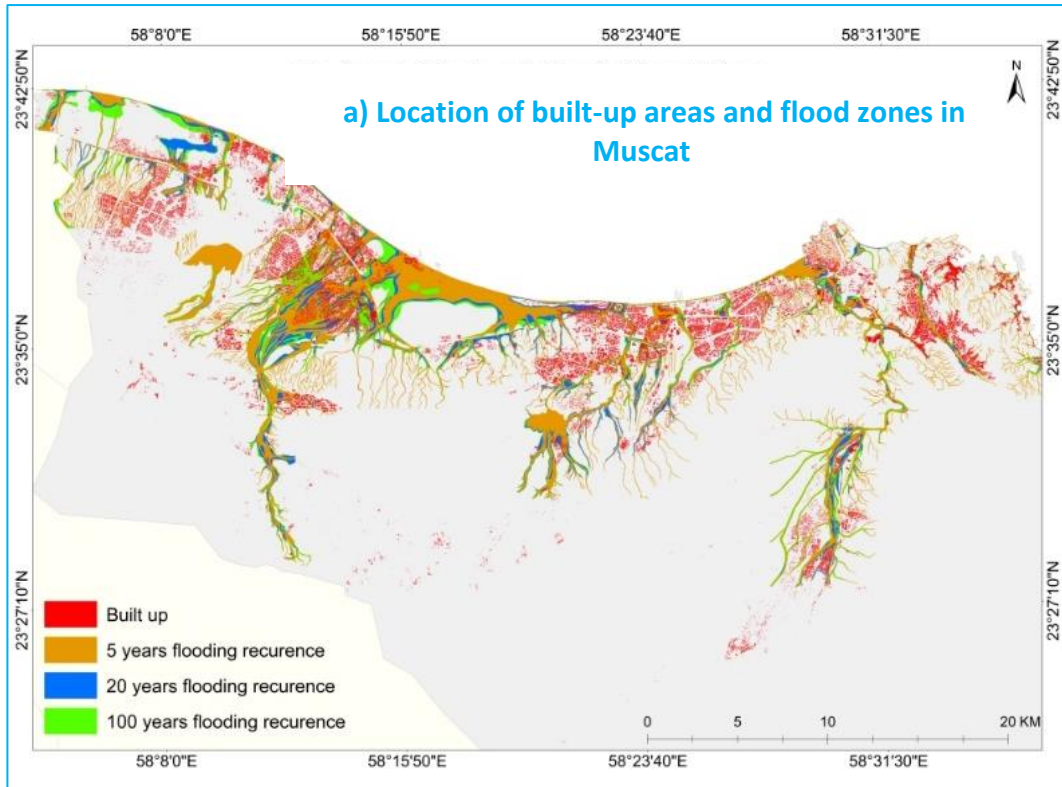 58°8'0"E 58°15'50"E 58°23'40"E 58°31'30"E
23°42'50"N
23°42'50"N
N
a) Location of built-up areas and flood zones in
Muscat
23°35'0"N
23°35'0"N
23°27'10"N
23°27'10"N
Built up
5 years flooding recurence
20 years flooding recurence
100 years flooding recurence
0 5 10 20 KM
58°8'0"E 58°15'50"E 58°23'40"E 58°31'30"E